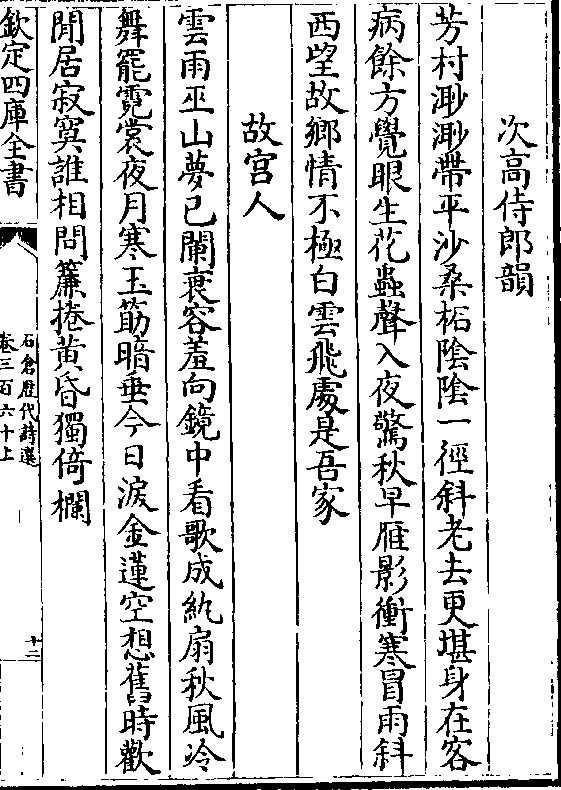 次高侍郎韻
芳村渺渺帶平沙桑柘陰陰一徑斜老去更堪身在客
病餘方覺眼生花蟲聲入夜驚秋早雁影衝寒冒雨斜
西望故鄉情不極白雲飛處是吾家
故宫人
雲雨巫山夢已闌衰容羞向鏡中看歌成紈扇秋風冷
舞罷霓裳夜月寒玉筯暗垂今日淚金蓮空想舊時歡
閒居寂寞誰相問簾捲黄昏獨倚欄
欽定四庫全書
石倉歴代詩選
卷三百六十上
十二